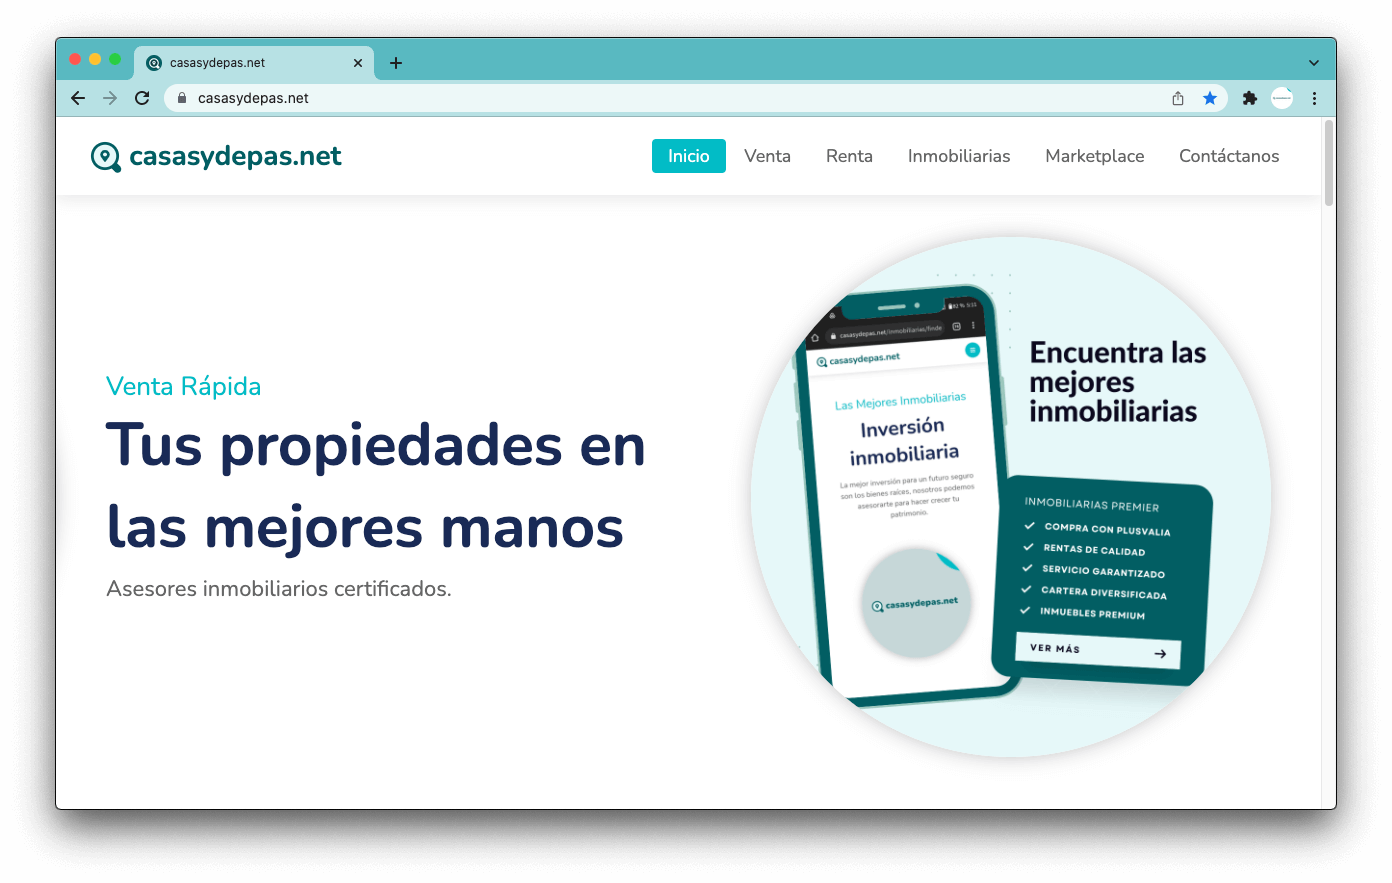 casasydepas.net
casasydepas.net
casasydepas.net
Inicio
Venta
Renta
Inmobiliarias
Marketplace
Contáctanos
Venta Rápida
Tus propiedades en
las mejores manos
Asesores inmobiliarios certificados.
casasydepas.net/inmobiliaries/finde
casasydepas.net
Las Mejores Inmobiliarias
Inversión
inmobiliaria
La mejor inversión para un futuro seguro
son los bienes raíces, nosotros podemos
asesorarte para hacer crecer tu
patrimonio.
casasydepas.net
Encuentra las
mejores
inmobiliarias
INMOBILIARIAS PREMIER
COMPRA CON PLUSVALIA
RENTAS DE CALIDAD
SERVICIO GARANTIZADO
CARTERA DIVERSIFICADA
INMUEBLES PREMIUM
VER MÁS